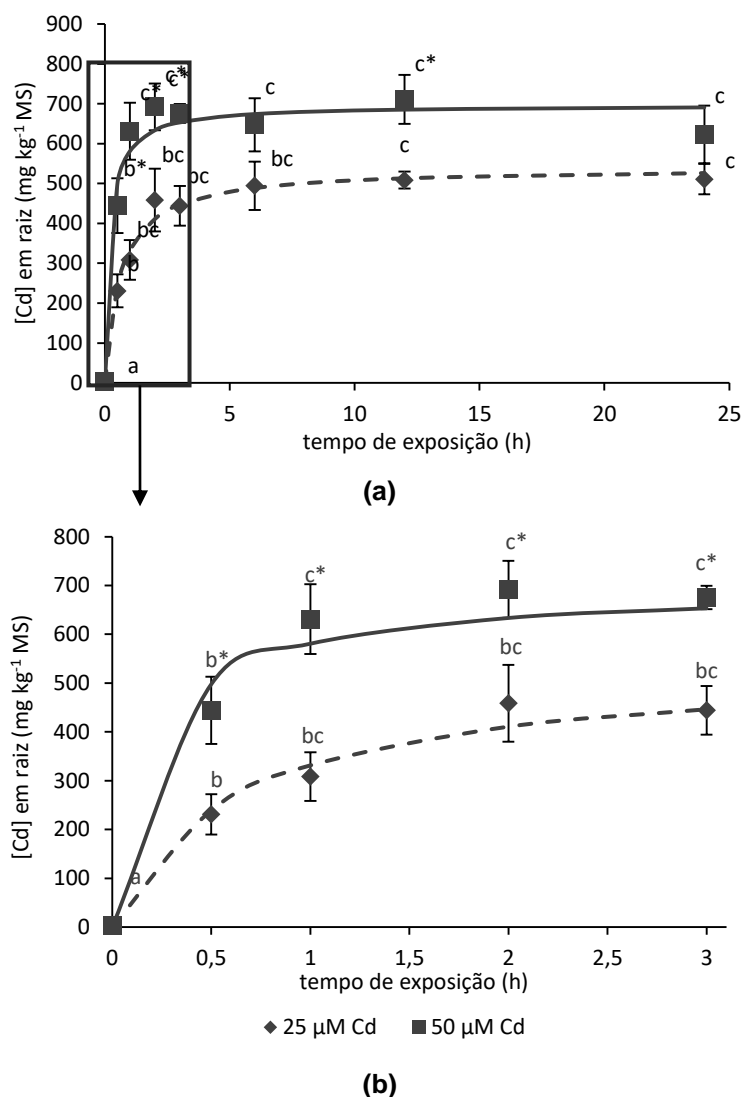 900
800
700
600
500
400
300
200
100
0
[Cd] em raiz (mg kg⁻¹ MS)
c*
c*
c*
c
c*
c
b*
bc
bc
bc
c
c
bc
b
a
0 5 10 15 20 25
tempo de exposição (h)
(a)
800
700
600
500
400
300
200
100
0
[Cd] em raiz (mg kg⁻¹ MS)
c*
c*
c*
b*
bc
bc
bc
b
a
0 0,5 1 1,5 2 2,5 3
tempo de exposição (h)
25 µM Cd 50 µM Cd
(b)